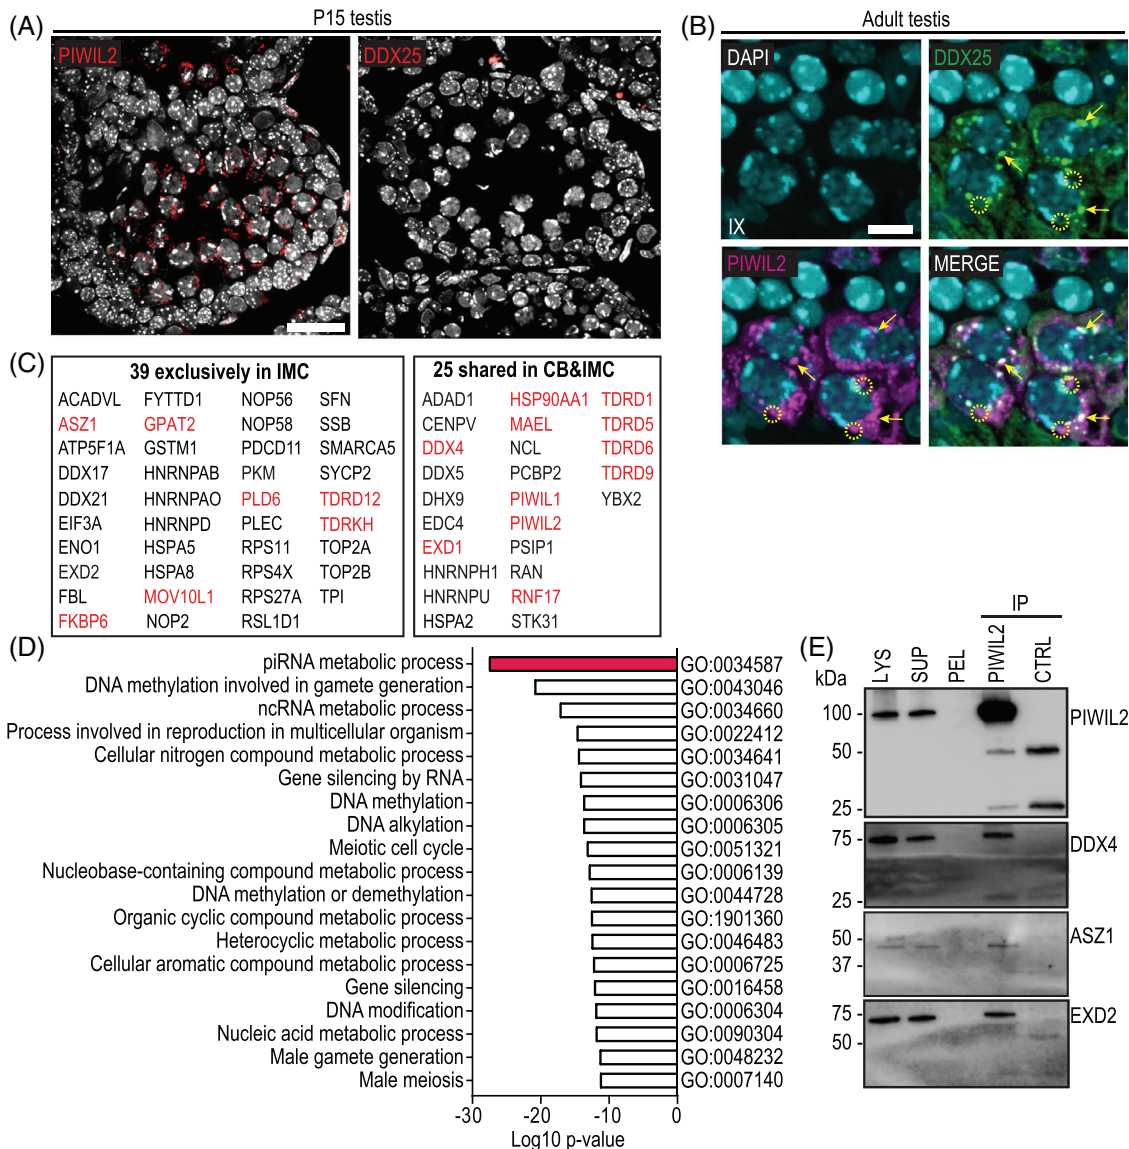 (A)
P15 testis
PIWIL2
DDX25
(B)
Adult testis
DAPI
DDX25
IX
PIWIL2
MERGE
(C)
39 exclusively in IMC
ACADVL FYTTD1 NOP56 SFN
ASZ1 GPAT2 NOP58 SSB
ATP5F1A GSTM1 PDCD11 SMARCA5
DDX17 HNRNPAB PKM SYCP2
DDX21 HNRNPAO PLD6 TDRD12
EIF3A HNRNPD PLEC TDRKH
ENO1 HSPA5 RPS11 TOP2A
EXD2 HSPA8 RPS4X TOP2B
FBL MOV10L1 RPS27A TPI
FKBP6 NOP2 RSL1D1
25 shared in CB&IMC
ADAD1 HSP90AA1 TDRD1
CENPV MAEL TDRD5
DDX4 NCL TDRD6
DDX5 PCBP2 TDRD9
DHX9 PIWIL1 YBX2
EDC4 PIWIL2
EXD1 PSIP1
HNRNPH1 RAN
HNRNPU RNF17
HSPA2 STK31
(D)
piRNA metabolic process GO:0034587
DNA methylation involved in gamete generation GO:0043046
ncRNA metabolic process GO:0034660
Process involved in reproduction in multicellular organism GO:0022412
Cellular nitrogen compound metabolic process GO:0034641
Gene silencing by RNA GO:0031047
DNA methylation GO:0006306
DNA alkylation GO:0006305
Meiotic cell cycle GO:0051321
Nucleobase-containing compound metabolic process GO:0006139
DNA methylation or demethylation GO:0044728
Organic cyclic compound metabolic process GO:1901360
Heterocyclic metabolic process GO:0046483
Cellular aromatic compound metabolic process GO:0006725
Gene silencing GO:0016458
DNA modification GO:0006304
Nucleic acid metabolic process GO:0090304
Male gamete generation GO:0048232
Male meiosis GO:0007140
-30 -20 -10 0
Log10 p-value
(E)
IP
LYS SUP PEL PIWIL2 CTRL
kDa
100 -
50 -
25 -
PIWIL2
75 -
25 -
DDX4
50 -
37 -
ASZ1
75 -
50 -
EXD2